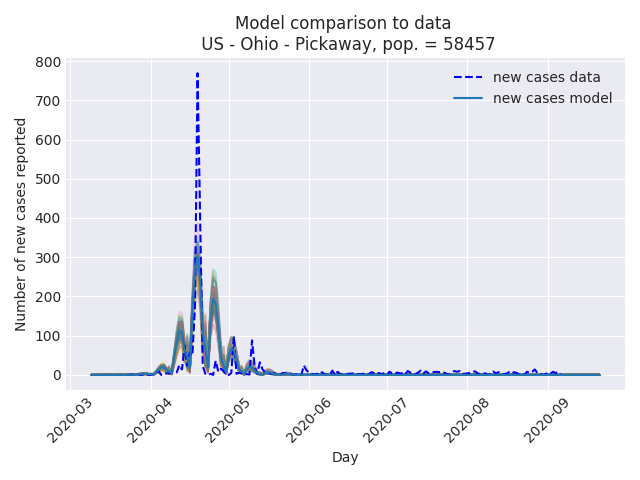 Model comparison to data
US - Ohio - Pickaway, pop. = 58457
new cases data
new cases model
Number of new cases reported
800
700
600
500
400
300
200
100
0
2020-03
2020-04
2020-05
2020-06
2020-07
2020-08
2020-09
Day